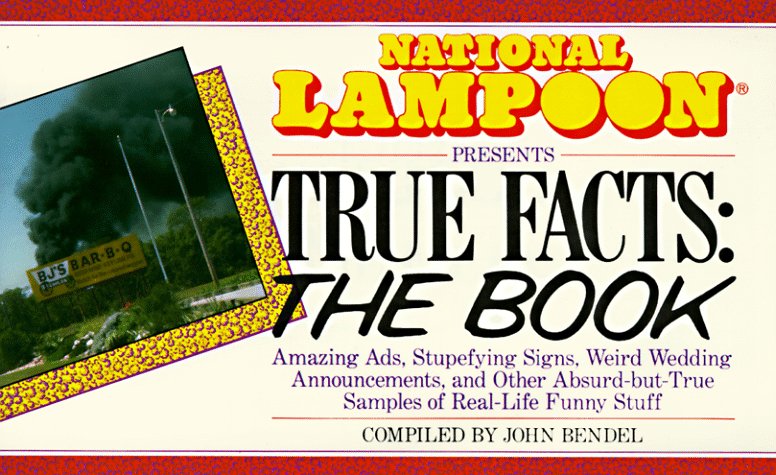 NATIONAL
LAMPOON®
PRESENTS
TRUE FACTS:
THE BOOK
Amazing Ads, Stupefying Signs, Weird Wedding
Announcements, and Other Absurd-but-True
Samples of Real-Life Funny Stuff
COMPILED BY JOHN BENDEL
BJ'S BAR-B-Q